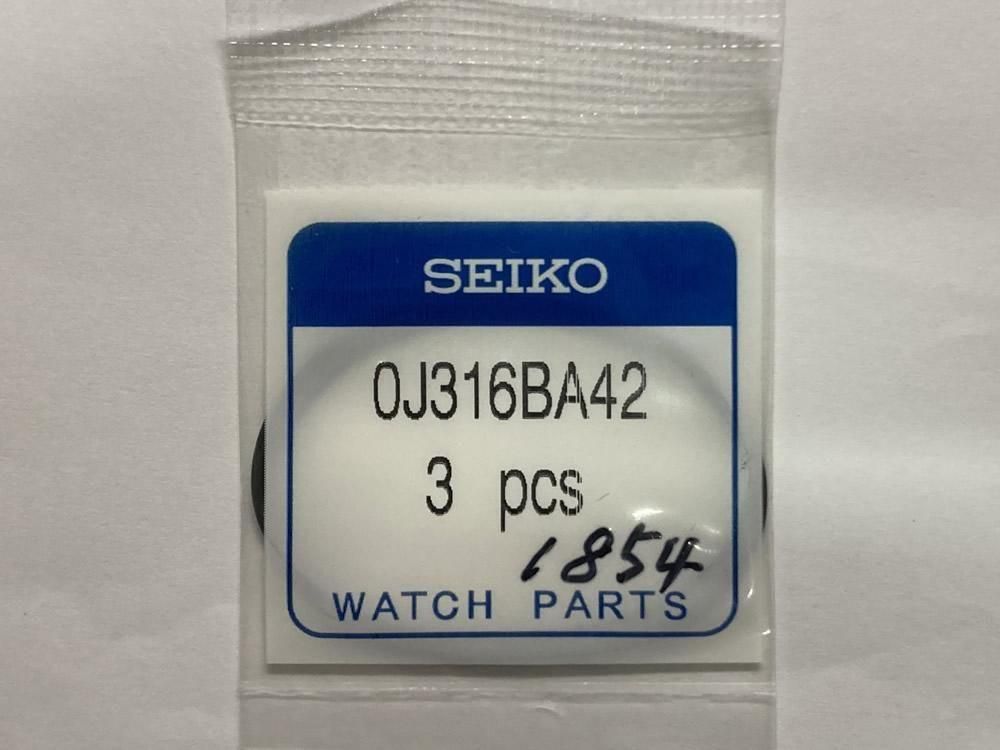 SEIKO
0J316BA42
3 pcs
1854
WATCH PARTS